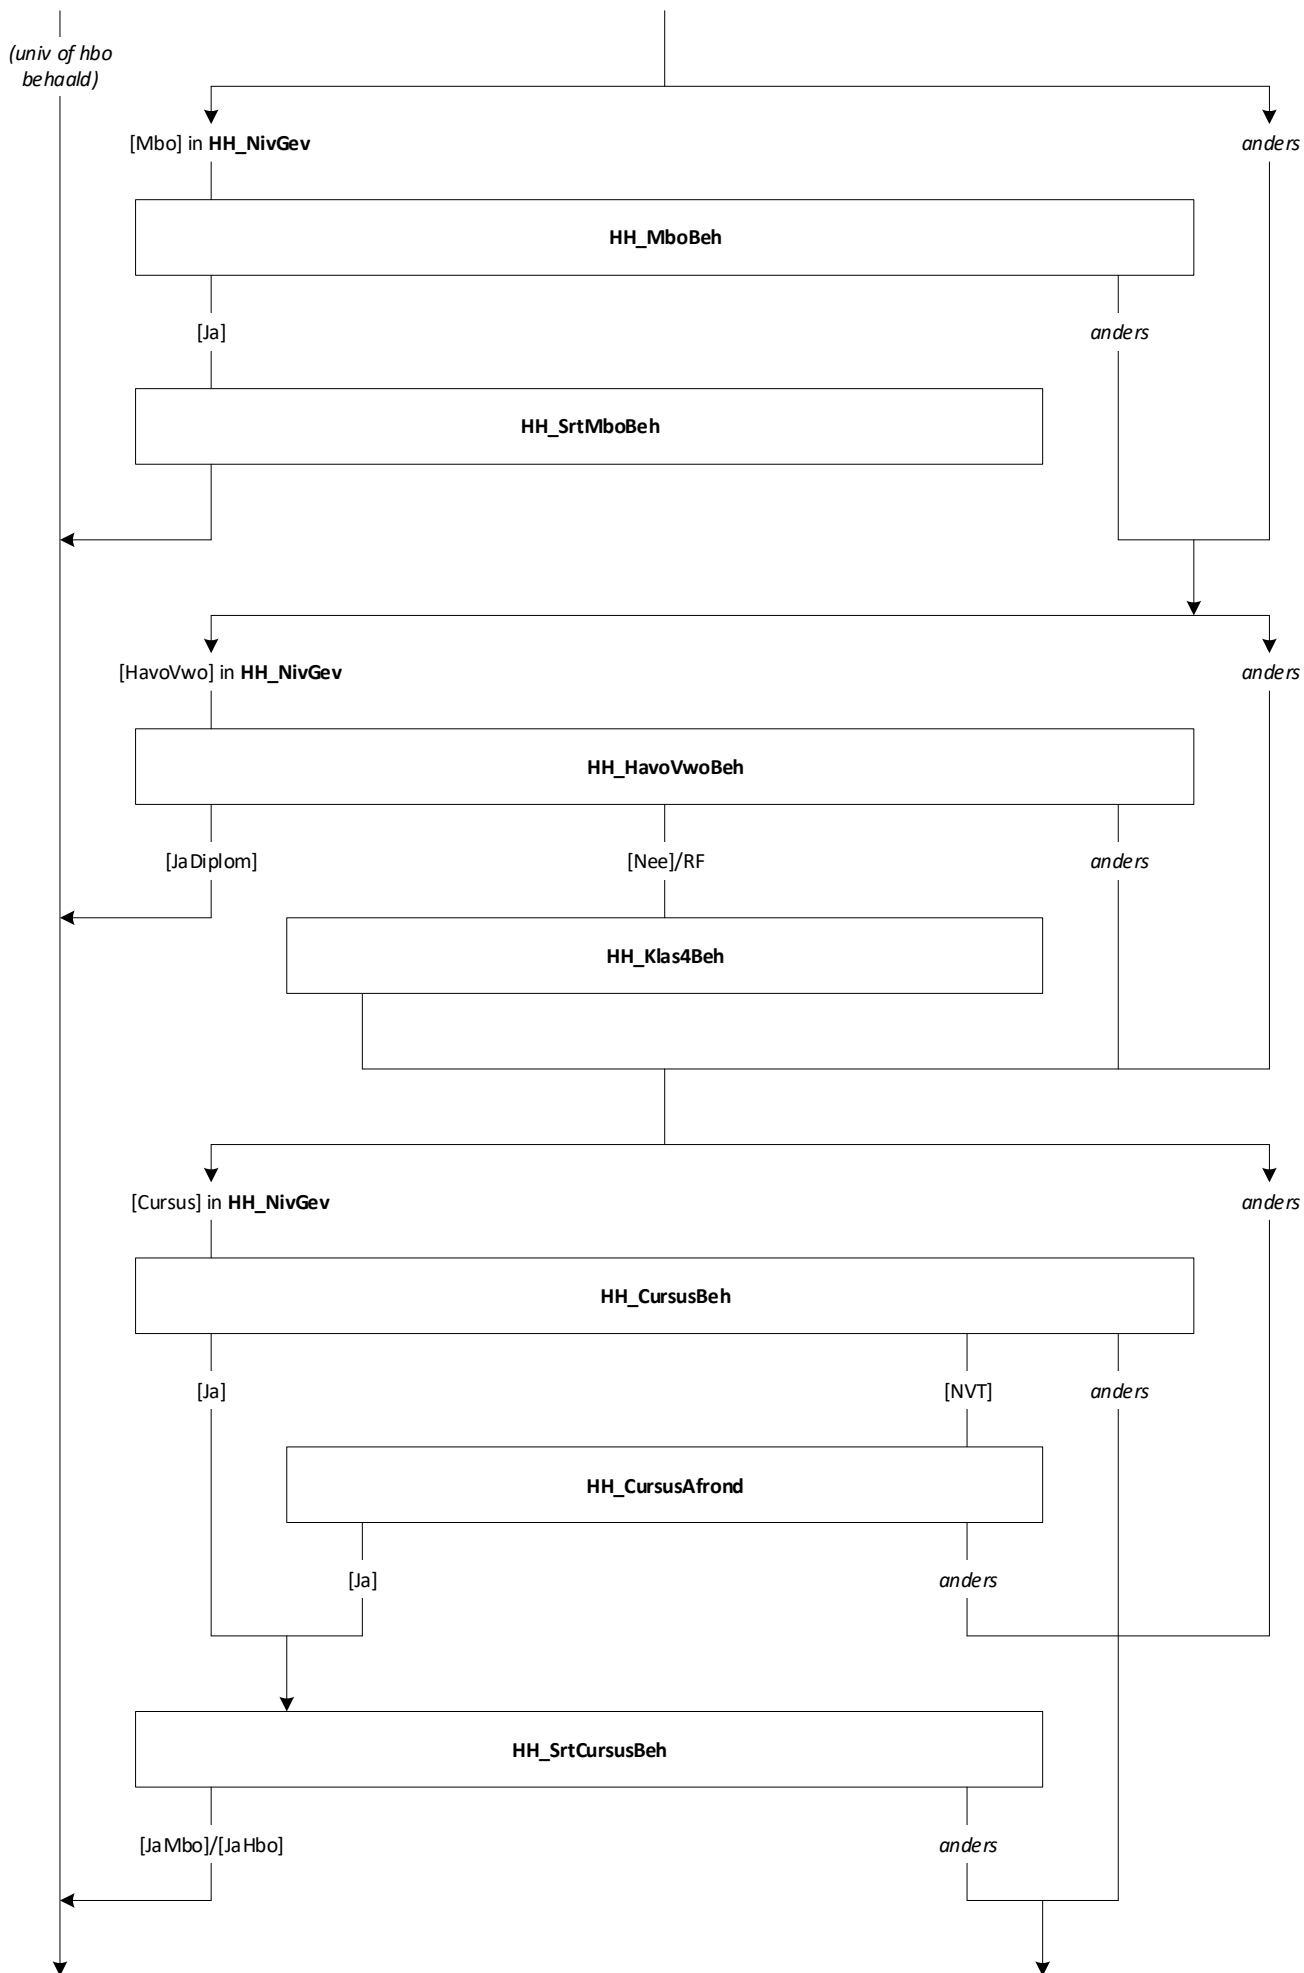 (univ of hbo
behaald)
[Mbo] in HH_NivGev
anders
HH_MboBeh
[Ja]
anders
HH_SrtMboBeh
[HavoVwo] in HH_NivGev
anders
HH_HavoVwoBeh
[JaDiplom]
[Nee]/RF
anders
HH_Klas4Beh
[Cursus] in HH_NivGev
anders
HH_CursusBeh
[Ja]
[NVT]
anders
HH_CursusAfrond
[Ja]
anders
HH_SrtCursusBeh
[JaMbo]/[JaHbo]
anders